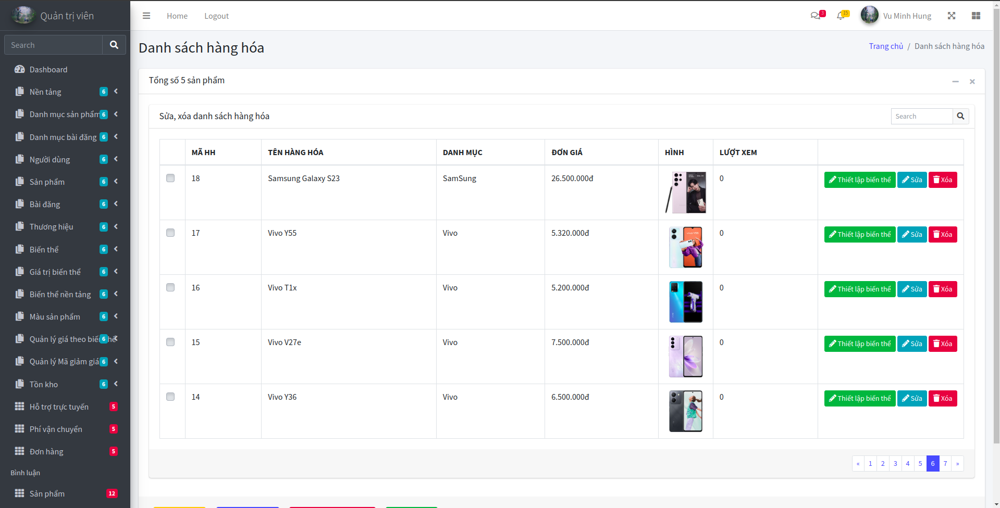 Quản trị viên
Home
Logout
3
15
Vu Minh Hung
Search
Danh sách hàng hóa
Trang chủ / Danh sách hàng hóa
Dashboard
Nền tảng 6
Danh mục sản phẩm 6
Danh mục bài đăng 6
Người dùng 6
Sản phẩm 6
Bài đăng 6
Thương hiệu 6
Biến thể 6
Giá trị biến thể 6
Biến thể nền tảng 6
Màu sản phẩm 6
Quản lý giá theo biến thể 6
Quản lý Mã giảm giá 6
Tồn kho 6
Hỗ trợ trực tuyến 5
Phí vận chuyển 5
Đơn hàng 5
Bình luận
Sản phẩm 12
Tổng số 5 sản phẩm
Sửa, xóa danh sách hàng hóa
Search
MÃ HH TÊN HÀNG HÓA DANH MỤC ĐƠN GIÁ HÌNH LƯỢT XEM
18 Samsung Galaxy S23 SamSung 26.500.000đ 0 Thiết lập biến thể Sửa Xóa
17 Vivo Y55 Vivo 5.320.000đ 0 Thiết lập biến thể Sửa Xóa
16 Vivo T1x Vivo 5.200.000đ 0 Thiết lập biến thể Sửa Xóa
15 Vivo V27e Vivo 7.500.000đ 0 Thiết lập biến thể Sửa Xóa
14 Vivo Y36 Vivo 6.500.000đ 0 Thiết lập biến thể Sửa Xóa
« 1 2 3 4 5 6 7 »